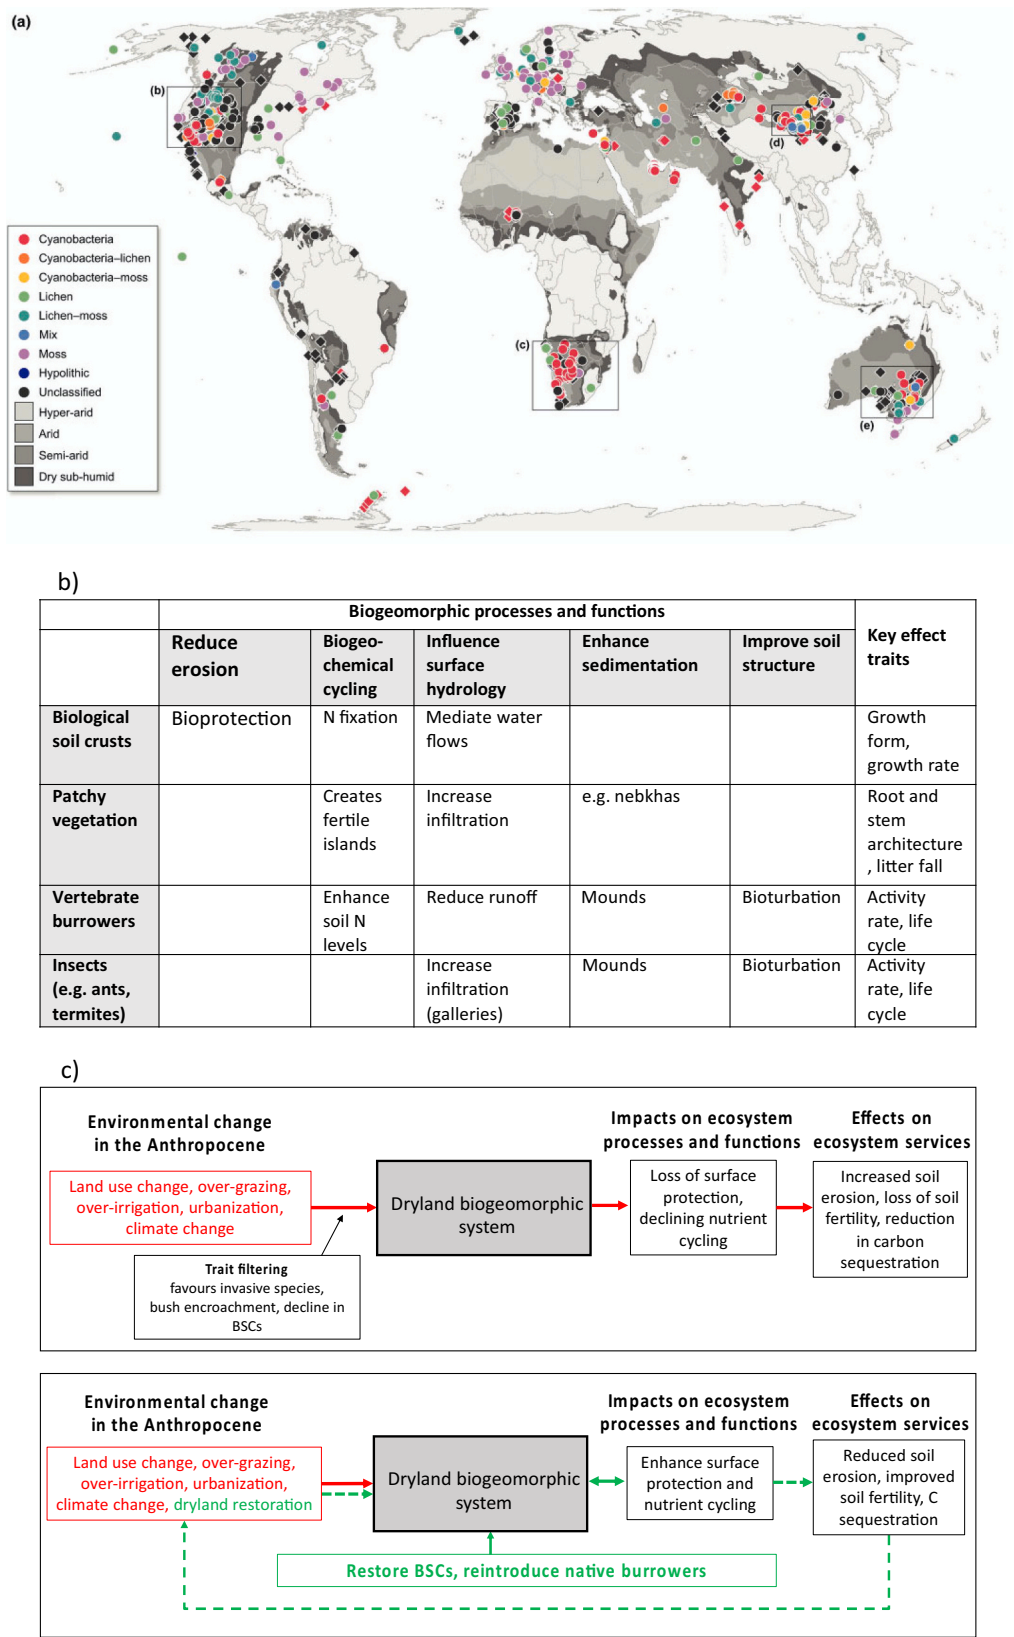 (a)
(b)
(d)
(c)
(e)
Cyanobacteria
Cyanobacteria–lichen
Cyanobacteria–moss
Lichen
Lichen–moss
Mix
Moss
Hypolithic
Unclassified
Hyper-arid
Arid
Semi-arid
Dry sub-humid
b)
Biogeomorphic processes and functions
Key effect
traits
Reduce
erosion
Biogeo-
chemical
cycling
Influence
surface
hydrology
Enhance
sedimentation
Improve soil
structure
Biological
soil crusts
Bioprotection
N fixation
Mediate water
flows
Growth
form,
growth rate
Patchy
vegetation
Creates
fertile
islands
Increase
infiltration
e.g. nebkhas
Root and
stem
architecture
, litter fall
Vertebrate
burrowers
Enhance
soil N
levels
Reduce runoff
Mounds
Bioturbation
Activity
rate, life
cycle
Insects
(e.g. ants,
termites)
Increase
infiltration
(galleries)
Mounds
Bioturbation
Activity
rate, life
cycle
c)
Environmental change
in the Anthropocene
Impacts on ecosystem
processes and functions
Effects on
ecosystem services
Land use change, over-grazing,
over-irrigation, urbanization,
climate change
Dryland biogeomorphic
system
Loss of surface
protection,
declining nutrient
cycling
Increased soil
erosion, loss of soil
fertility, reduction
in carbon
sequestration
Trait filtering
favours invasive species,
bush encroachment, decline in
BSCs
Environmental change
in the Anthropocene
Impacts on ecosystem
processes and functions
Effects on
ecosystem services
Land use change, over-grazing,
over-irrigation, urbanization,
climate change, dryland restoration
Dryland biogeomorphic
system
Enhance surface
protection and
nutrient cycling
Reduced soil
erosion, improved
soil fertility, C
sequestration
Restore BSCs, reintroduce native burrowers